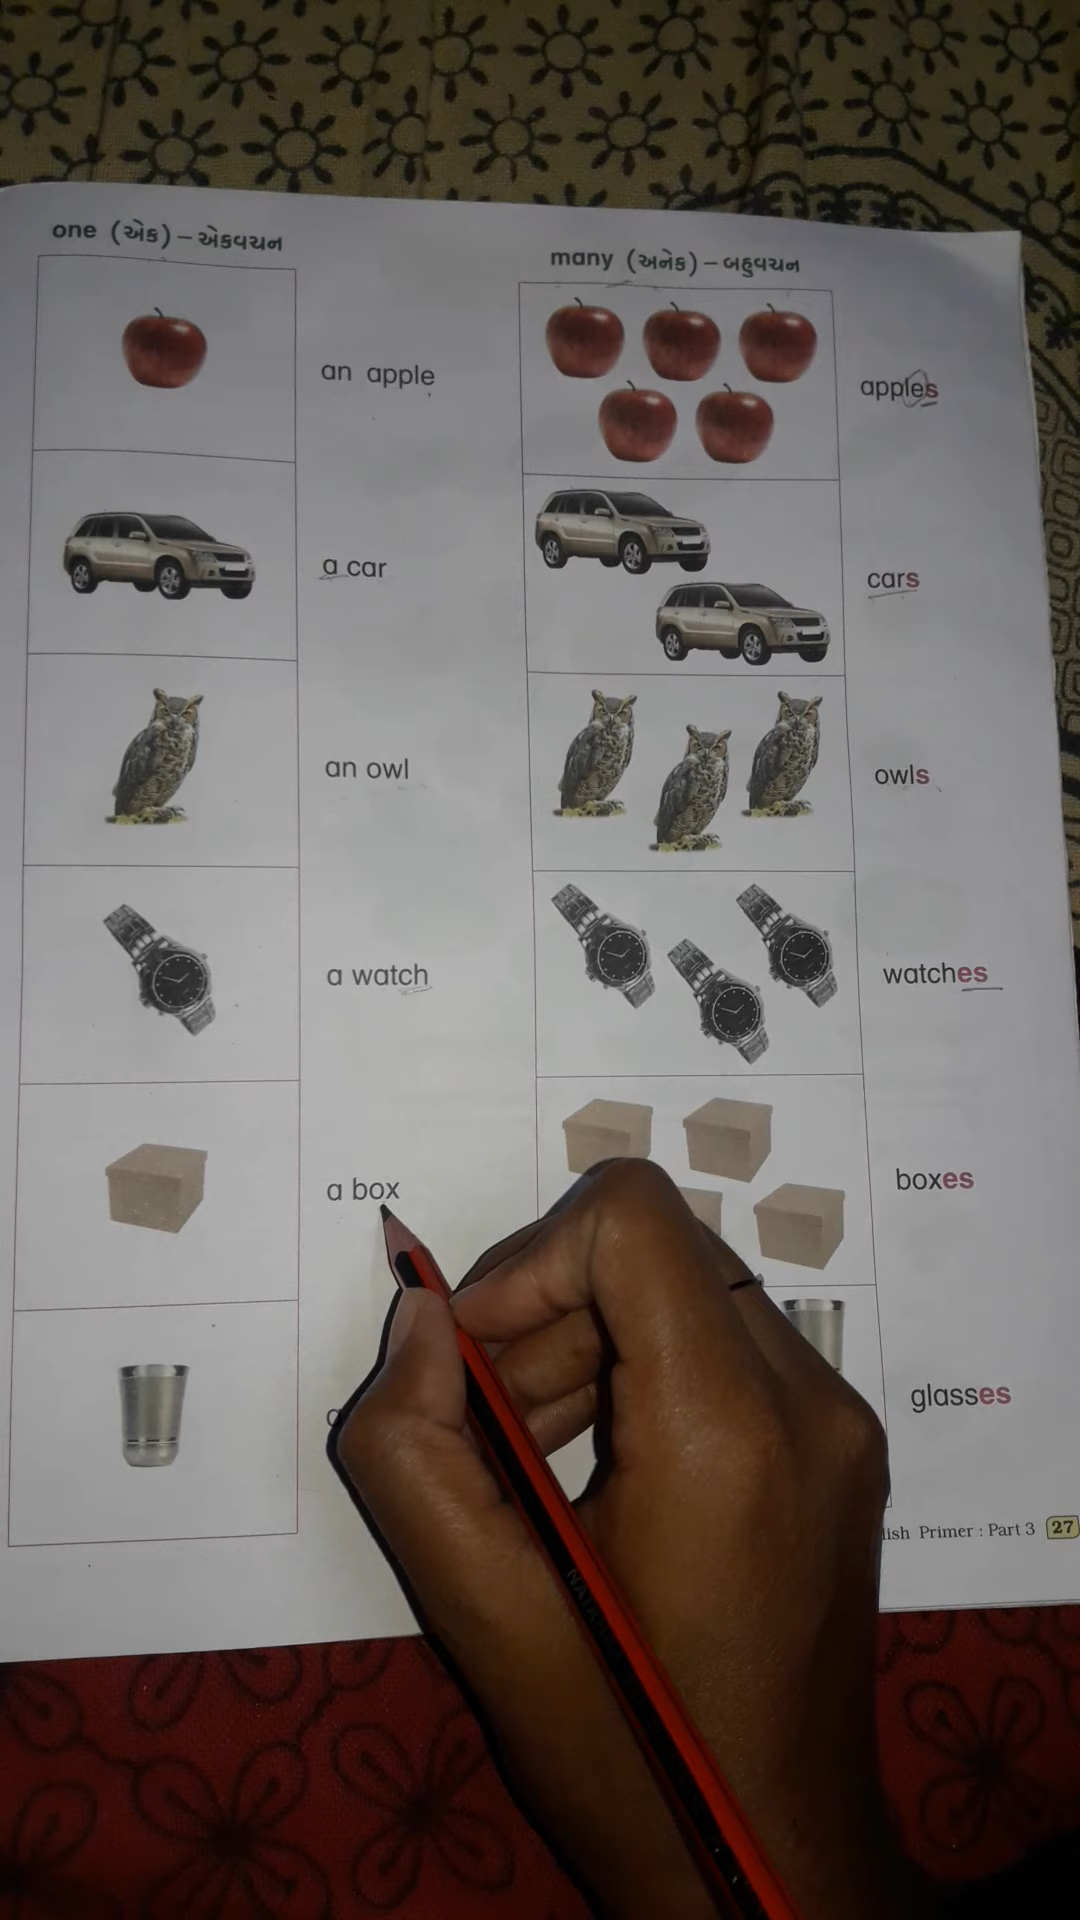 one (એક) – એકવચન
many (અનેક) – બહુવચન
an apple
apples
a car
cars
an owl
owls
a watch
watches
a box
boxes
glasses
Primer : Part 3 27